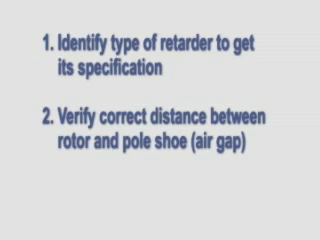 1. Identify type of retarder to get
its specification
2. Verify correct distance between
rotor and pole shoe (air gap)